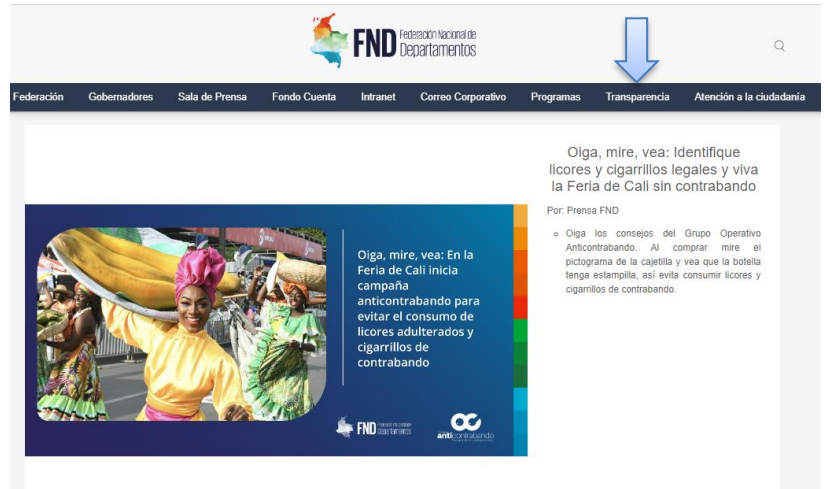 FND Federación Nacional de
Departamentos
Federación Gobernadores Sala de Prensa Fondo Cuenta Intranet Correo Corporativo Programas Transparencia Atención a la ciudadanía
Oiga, mire, vea: Identifique
licores y cigarrillos legales y viva
la Feria de Cali sin contrabando
Por: Prensa FND
Oiga los consejos del Grupo Operativo
Anticontrabando. Al comprar mire el
pictograma de la cajetilla y vea que la botella
tenga estampilla, así evita consumir licores y
cigarrillos de contrabando.
Oiga, mire, vea: En la
Feria de Cali inicia
campaña
anticontrabando para
evitar el consumo de
licores adulterados y
cigarrillos de
contrabando
FND Federación Nacional de
Departamentos
anticontrabando